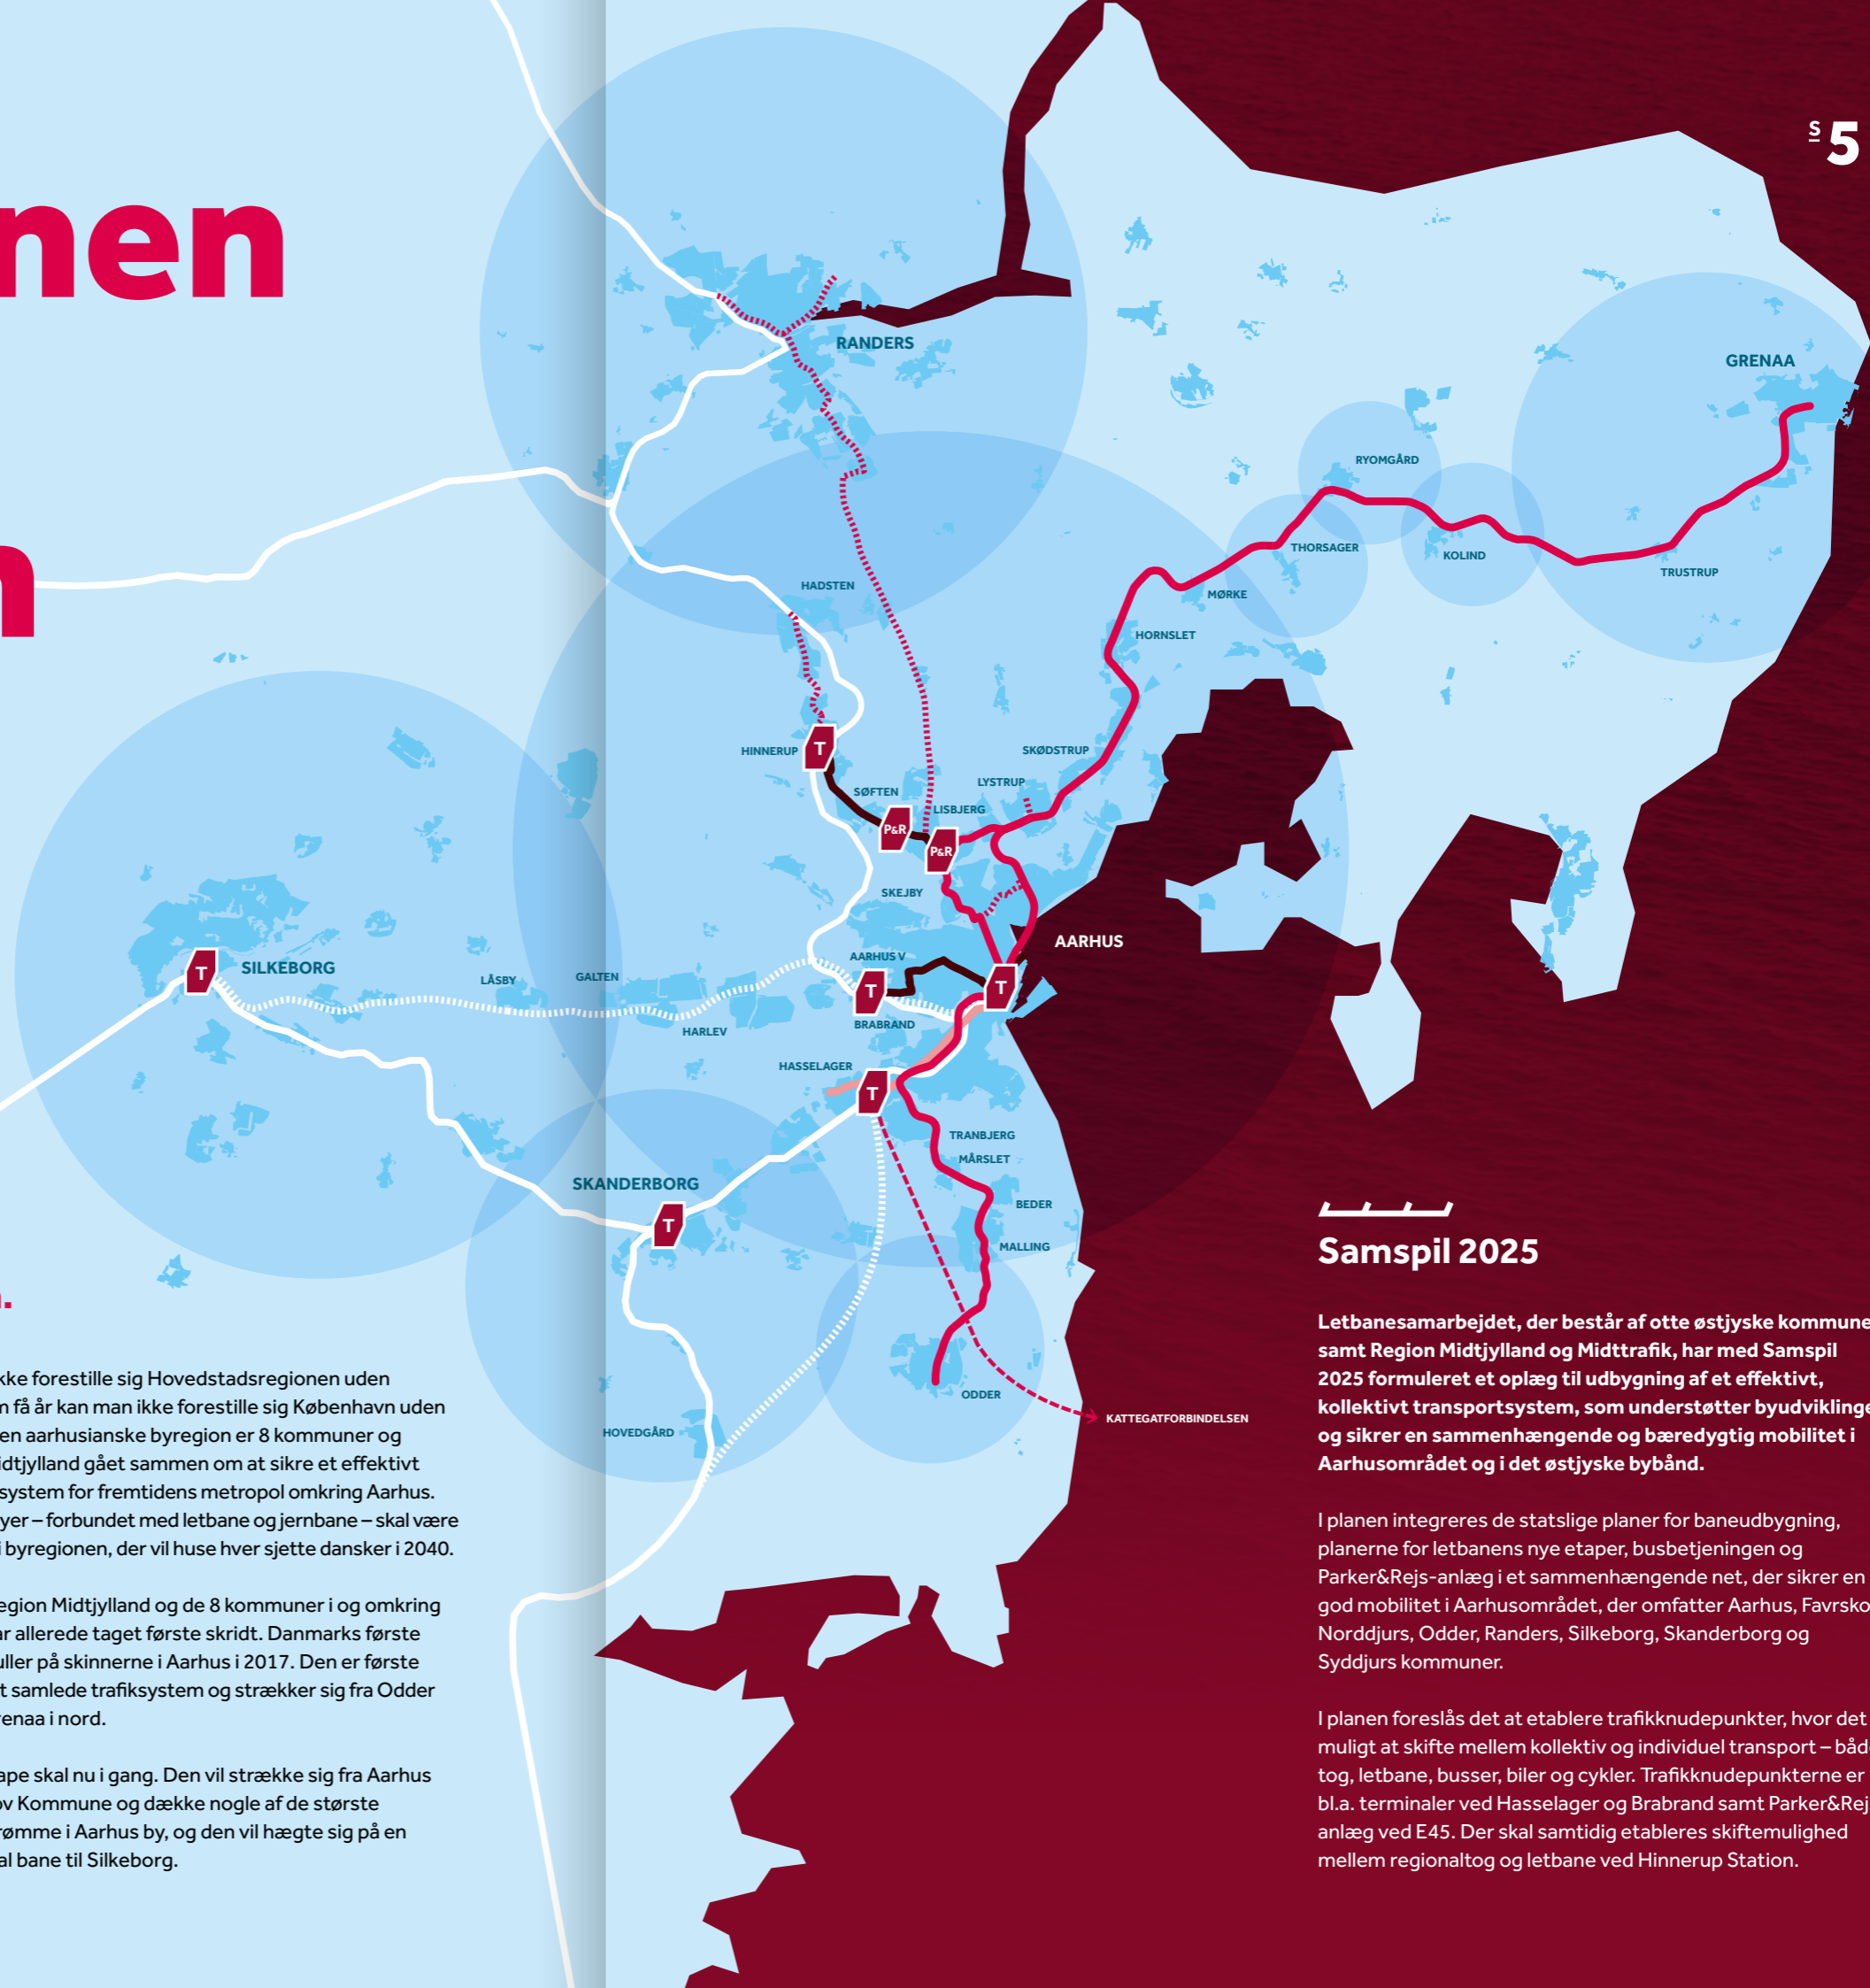 S 5
nen
n
RANDERS
GRENAA
RYOMGÅRD
THORSAGER
KOLIND
TRUSTRUP
HADSTEN
MØRKE
HORNSLET
HINNERUP
T
SKØDSTRUP
LYSTRUP
SØFTEN
LISBJERG
P&R
P&R
SKEJBY
AARHUS
AARHUS V
T
SILKEBORG
LÅSBY
GALTEN
T
T
HARLEV
BRABRAND
HASSELAGER
T
TRANBJERG
MÅRSLET
SKANDERBORG
T
BEDER
MALLING
ODDER
KATTEGATFORBINDELSEN
HOVEDGÅRD
.
kke forestille sig Hovedstadsregionen uden
m få år kan man ikke forestille sig København uden
en aarhusianske byregion er 8 kommuner og
idtjylland gået sammen om at sikre et effektivt
system for fremtidens metropol omkring Aarhus.
yer – forbundet med letbane og jernbane – skal være
i byregionen, der vil huse hver sjette dansker i 2040.
egion Midtjylland og de 8 kommuner i og omkring
ar allerede taget første skridt. Danmarks første
uller på skinnerne i Aarhus i 2017. Den er første
t samlede trafiksystem og strækker sig fra Odder
renaa i nord.
ape skal nu i gang. Den vil strække sig fra Aarhus
ov Kommune og dække nogle af de største
rømme i Aarhus by, og den vil hægte sig på en
al bane til Silkeborg.
Samspil 2025
Letbanesamarbejdet, der består af otte østjyske kommune
samt Region Midtjylland og Midttrafik, har med Samspil
2025 formuleret et oplæg til udbygning af et effektivt,
kollektivt transportsystem, som understøtter byudviklinge
og sikrer en sammenhængende og bæredygtig mobilitet i
Aarhusområdet og i det østjyske bybånd.
I planen integreres de statslige planer for baneudbygning,
planerne for letbanens nye etaper, busbetjeningen og
Parker&Rejs-anlæg i et sammenhængende net, der sikrer en
god mobilitet i Aarhusområdet, der omfatter Aarhus, Favrsko
Norddjurs, Odder, Randers, Silkeborg, Skanderborg og
Syddjurs kommuner.
I planen foreslås det at etablere trafikknudepunkter, hvor det
muligt at skifte mellem kollektiv og individuel transport – båd
tog, letbane, busser, biler og cykler. Trafikknudepunkterne er
bl.a. terminaler ved Hasselager og Brabrand samt Parker&Rej
anlæg ved E45. Der skal samtidig etableres skiftemulighed
mellem regionaltog og letbane ved Hinnerup Station.